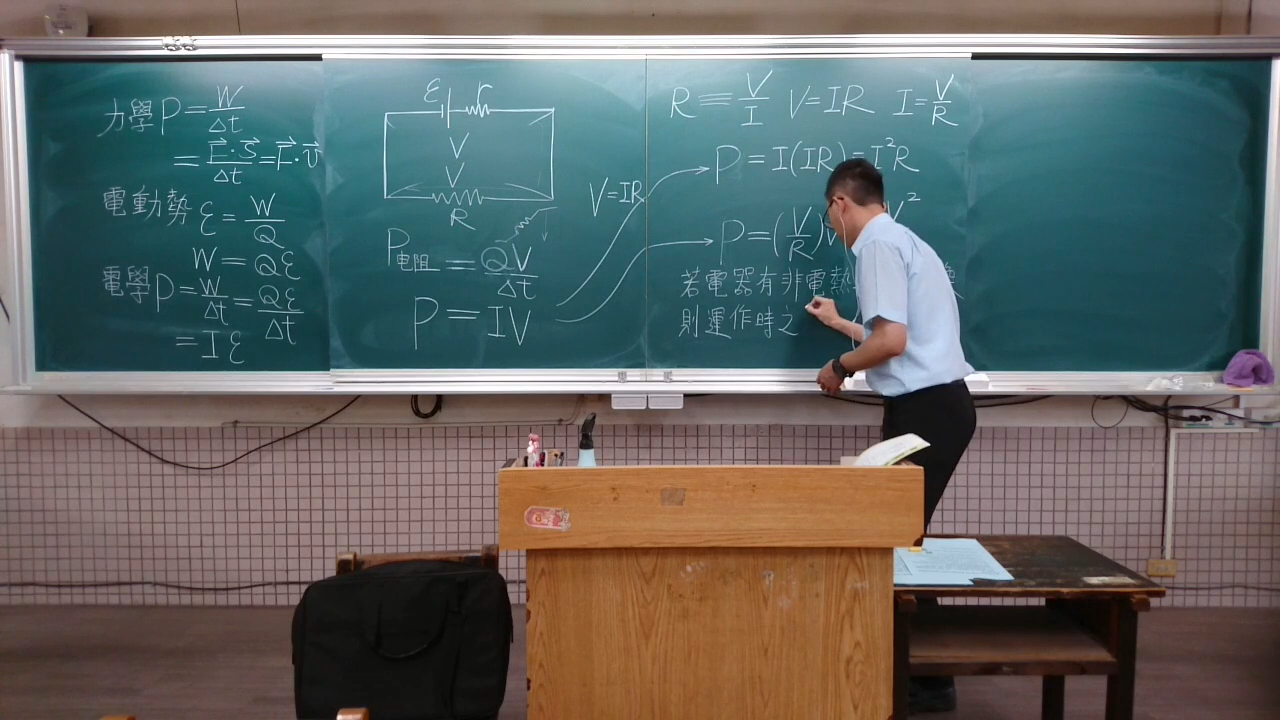 力學 P = W/Δt
= F⃗·S⃗/Δt = F⃗·v⃗
電動勢 ε = W/Q
W = Qε
電學 P = W/Δt = Qε/Δt
= Iε
ε r
V
V
R
P電阻 = QV/Δt
P = IV
V=IR
R ≡ V/I V=IR I=V/R
P = I(IR) = I²R
P = (V/R)V
若電器有非電熱
則運作時之